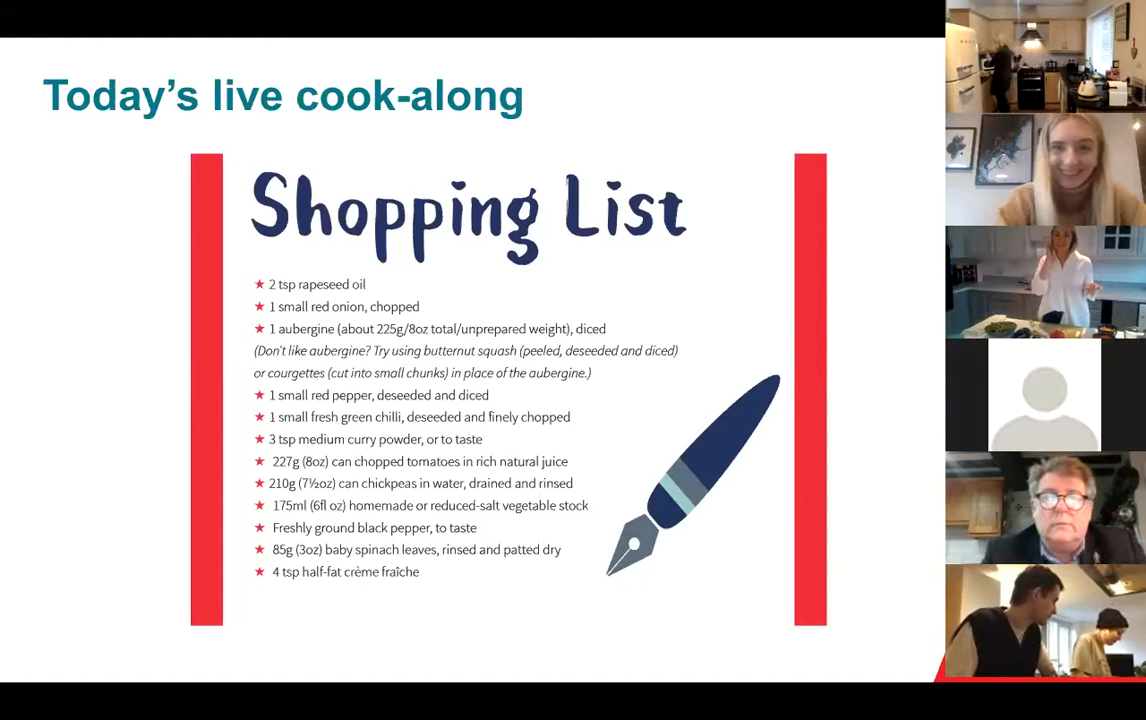 Today's live cook-along
Shopping List
★ 2 tsp rapeseed oil
★ 1 small red onion, chopped
★ 1 aubergine (about 225g/8oz total/unprepared weight), diced
(Don't like aubergine? Try using butternut squash (peeled, deseeded and diced)
or courgettes (cut into small chunks) in place of the aubergine.)
★ 1 small red pepper, deseeded and diced
★ 1 small fresh green chilli, deseeded and finely chopped
★ 3 tsp medium curry powder, or to taste
★ 227g (8oz) can chopped tomatoes in rich natural juice
★ 210g (7½oz) can chickpeas in water, drained and rinsed
★ 175ml (6fl oz) homemade or reduced-salt vegetable stock
★ Freshly ground black pepper, to taste
★ 85g (3oz) baby spinach leaves, rinsed and patted dry
★ 4 tsp half-fat crème fraîche